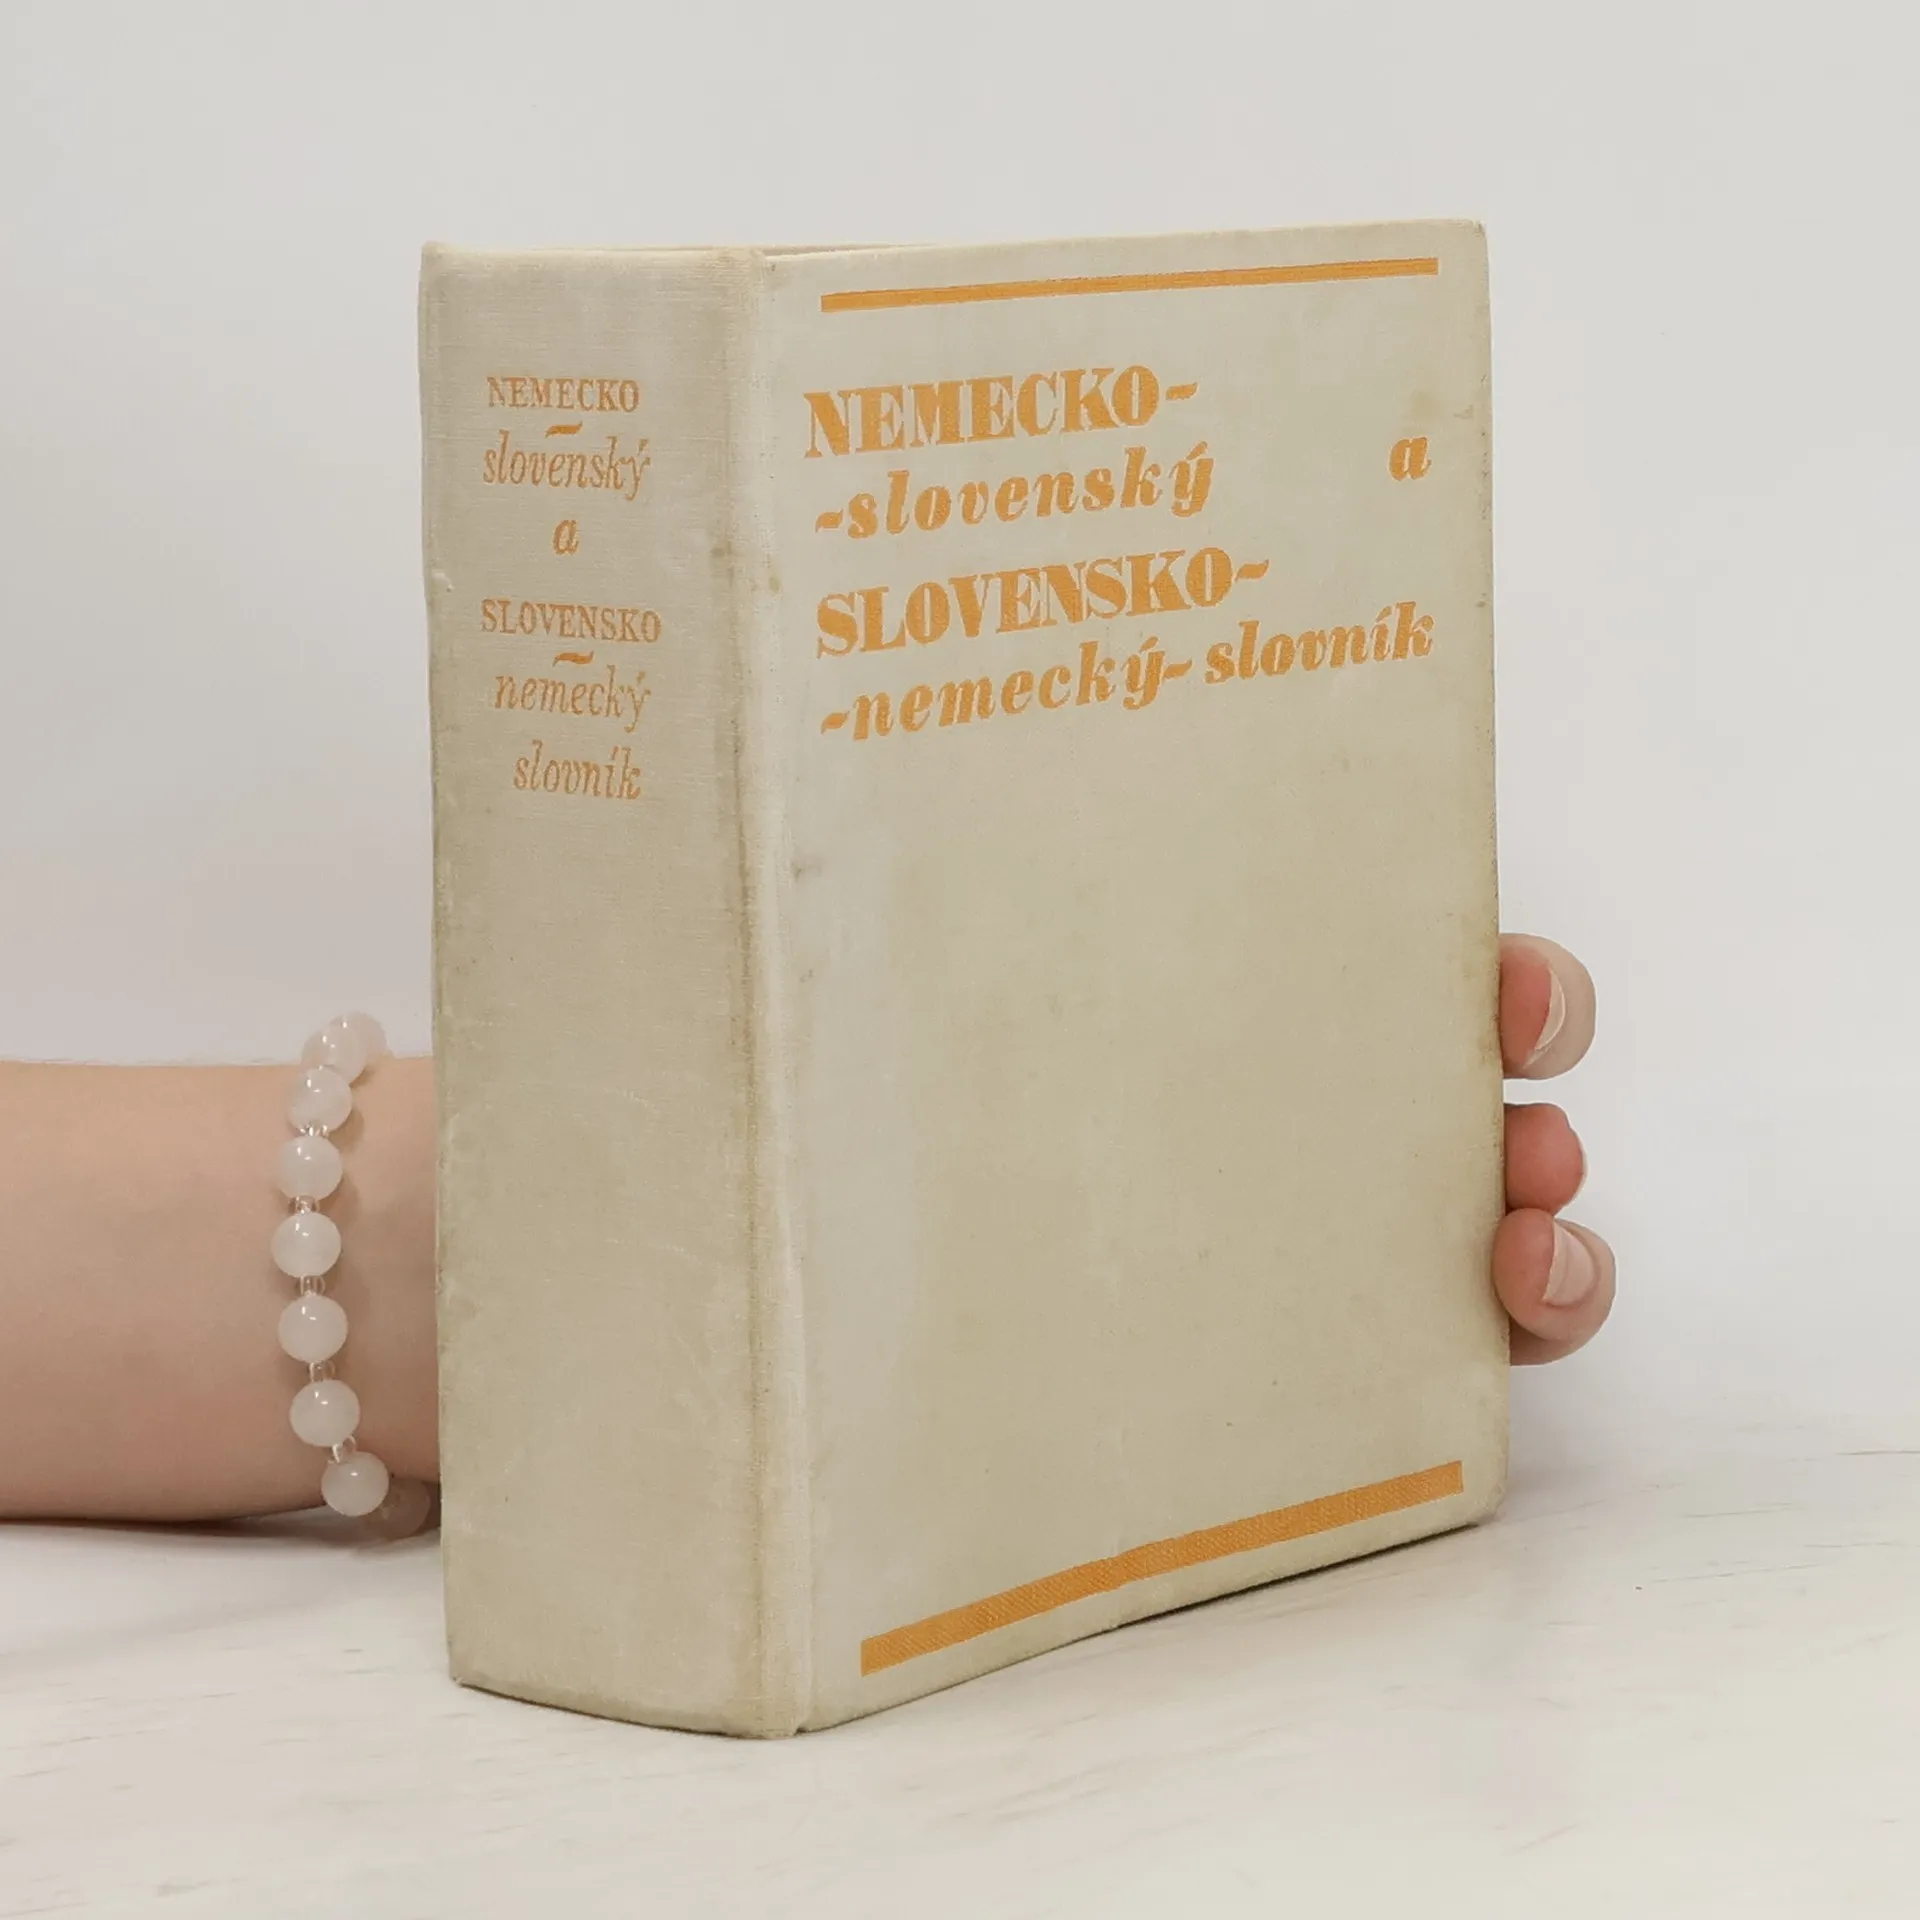 NEMECKO
~
slovenský
a
SLOVENSKO
~
nemecký
slovník
NEMECKO-
-slovenský a
SLOVENSKO-
-nemecký- slovník